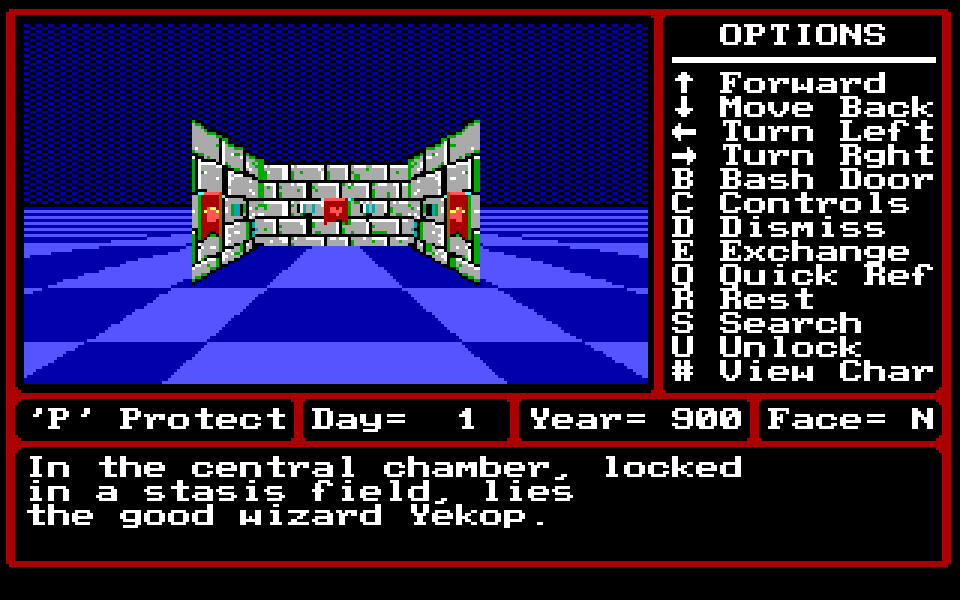 OPTIONS
↑ Forward
↓ Move Back
← Turn Left
→ Turn Rght
B Bash Door
C Controls
D Dismiss
E Exchange
Q Quick Ref
R Rest
S Search
U Unlock
# View Char
'P' Protect
Day= 1
Year= 900
Face= N
In the central chamber, locked
in a stasis field, lies
the good wizard Yekop.